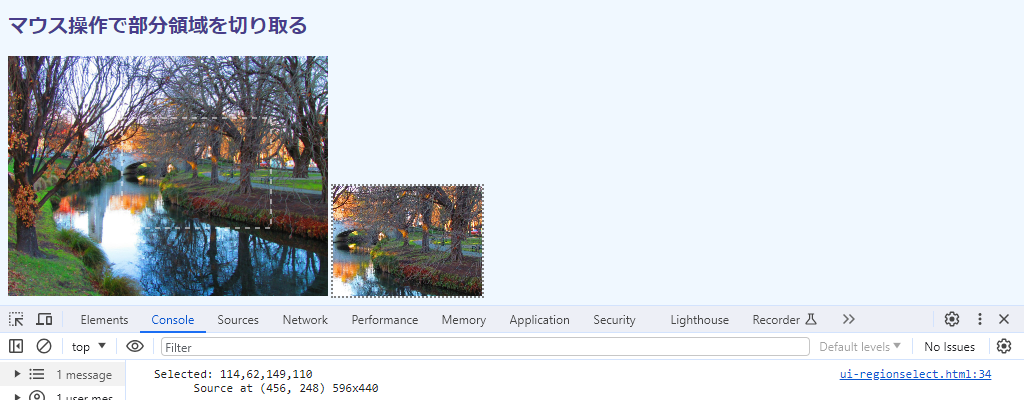 マウス操作で部分領域を切り取る
Elements Console Sources Network Performance Memory Application Security Lighthouse Recorder
top Filter Default levels No Issues
1 message
Selected: 114,62,149,110 ui-regionselect.html:34
1 user mes
Source at (456, 248) 596x440